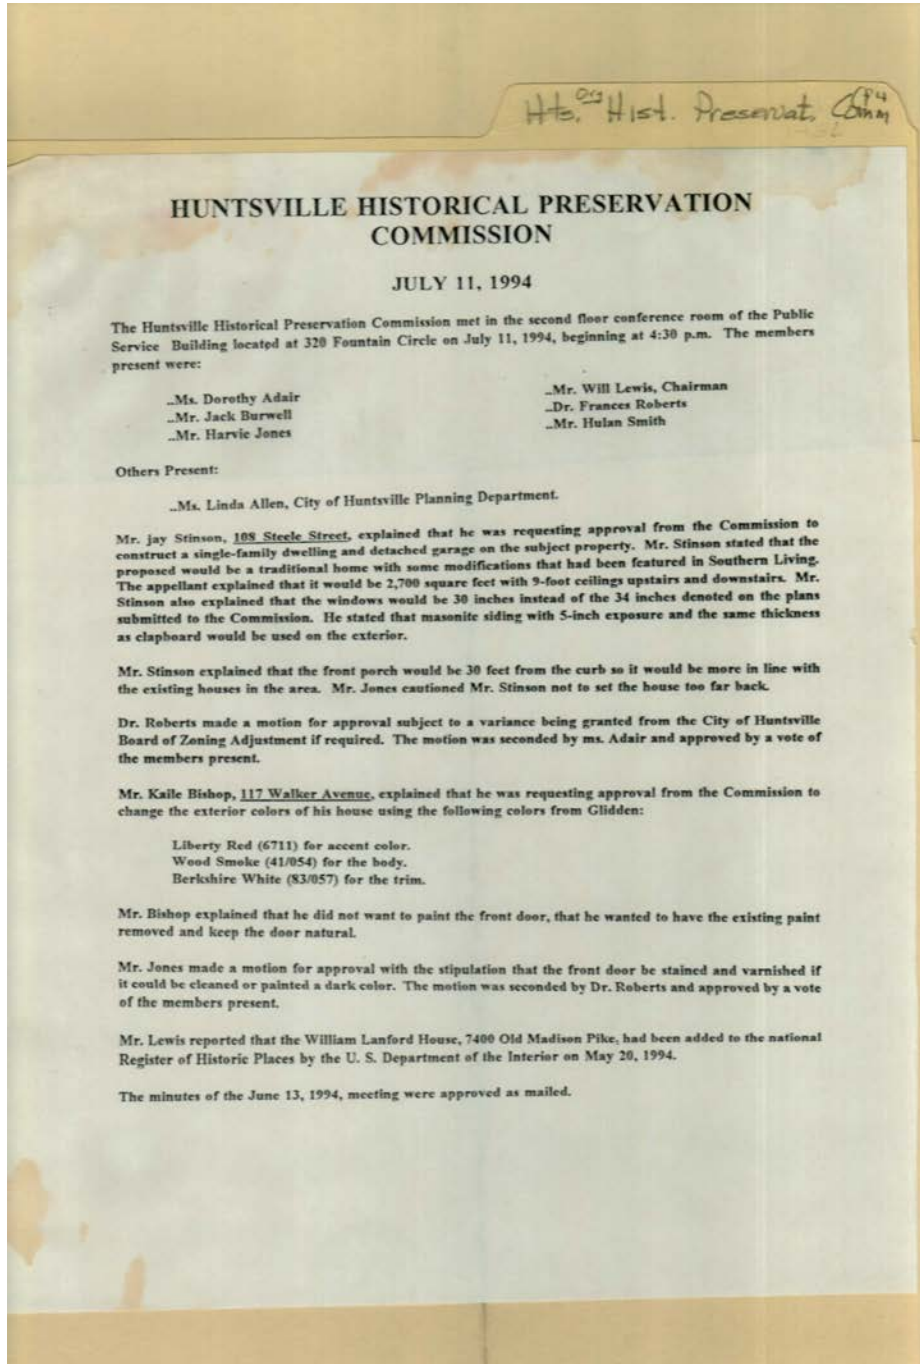 Hts. Org Hist. Preservat. Comm
HUNTSVILLE HISTORICAL PRESERVATION
COMMISSION
JULY 11, 1994
The Huntsville Historical Preservation Commission met in the second floor conference room of the Public
Service Building located at 320 Fountain Circle on July 11, 1994, beginning at 4:30 p.m. The members
present were:
..Ms. Dorothy Adair
..Mr. Jack Burwell
..Mr. Harvie Jones
..Mr. Will Lewis, Chairman
..Dr. Frances Roberts
..Mr. Hulan Smith
Others Present:
..Ms. Linda Allen, City of Huntsville Planning Department.
Mr. jay Stinson, 108 Steele Street, explained that he was requesting approval from the Commission to
construct a single-family dwelling and detached garage on the subject property. Mr. Stinson stated that the
proposed would be a traditional home with some modifications that had been featured in Southern Living.
The appellant explained that it would be 2,700 square feet with 9-foot ceilings upstairs and downstairs. Mr.
Stinson also explained that the windows would be 30 inches instead of the 34 inches denoted on the plans
submitted to the Commission. He stated that masonite siding with 5-inch exposure and the same thickness
as clapboard would be used on the exterior.
Mr. Stinson explained that the front porch would be 30 feet from the curb so it would be more in line with
the existing houses in the area. Mr. Jones cautioned Mr. Stinson not to set the house too far back.
Dr. Roberts made a motion for approval subject to a variance being granted from the City of Huntsville
Board of Zoning Adjustment if required. The motion was seconded by ms. Adair and approved by a vote of
the members present.
Mr. Kaile Bishop, 117 Walker Avenue, explained that he was requesting approval from the Commission to
change the exterior colors of his house using the following colors from Glidden:
Liberty Red (6711) for accent color.
Wood Smoke (41/054) for the body.
Berkshire White (83/057) for the trim.
Mr. Bishop explained that he did not want to paint the front door, that he wanted to have the existing paint
removed and keep the door natural.
Mr. Jones made a motion for approval with the stipulation that the front door be stained and varnished if
it could be cleaned or painted a dark color. The motion was seconded by Dr. Roberts and approved by a vote
of the members present.
Mr. Lewis reported that the William Lanford House, 7400 Old Madison Pike, had been added to the national
Register of Historic Places by the U. S. Department of the Interior on May 20, 1994.
The minutes of the June 13, 1994, meeting were approved as mailed.